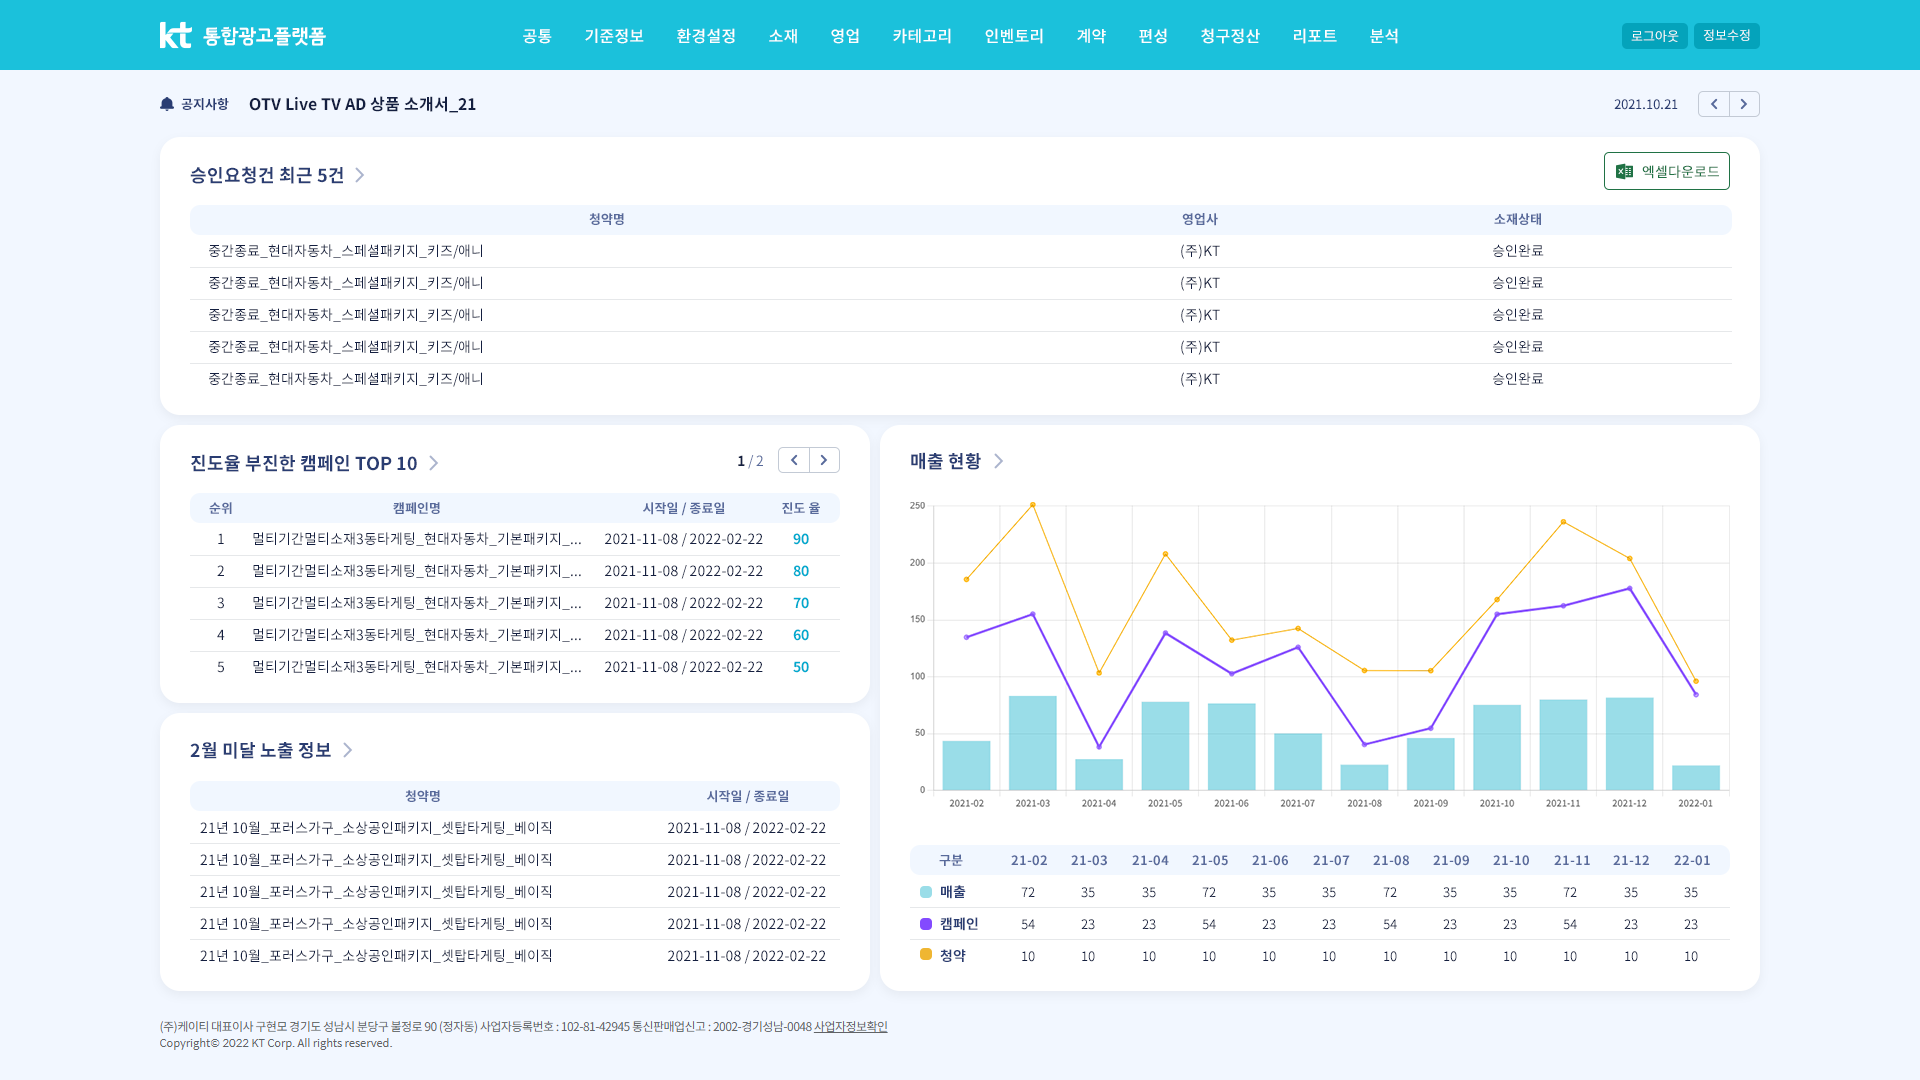 kt 통합광고플랫폼 공통 기준정보 환경설정 소재 영업 카테고리 인벤토리 계약 편성 청구정산 리포트 분석 로그아웃 정보수정
공지사항 OTV Live TV AD 상품 소개서_21 2021.10.21
승인요청건 최근 5건 엑셀다운로드
청약명 영업사 소재상태
중간종료_현대자동차_스페셜패키지_키즈/애니 (주)KT 승인완료
중간종료_현대자동차_스페셜패키지_키즈/애니 (주)KT 승인완료
중간종료_현대자동차_스페셜패키지_키즈/애니 (주)KT 승인완료
중간종료_현대자동차_스페셜패키지_키즈/애니 (주)KT 승인완료
중간종료_현대자동차_스페셜패키지_키즈/애니 (주)KT 승인완료
진도율 부진한 캠페인 TOP 10 1 / 2
순위 캠페인명 시작일 / 종료일 진도 율
1 멀티기간멀티소재3동타게팅_현대자동차_기본패키지_... 2021-11-08 / 2022-02-22 90
2 멀티기간멀티소재3동타게팅_현대자동차_기본패키지_... 2021-11-08 / 2022-02-22 80
3 멀티기간멀티소재3동타게팅_현대자동차_기본패키지_... 2021-11-08 / 2022-02-22 70
4 멀티기간멀티소재3동타게팅_현대자동차_기본패키지_... 2021-11-08 / 2022-02-22 60
5 멀티기간멀티소재3동타게팅_현대자동차_기본패키지_... 2021-11-08 / 2022-02-22 50
2월 미달 노출 정보
청약명 시작일 / 종료일
21년 10월_포러스가구_소상공인패키지_셋탑타게팅_베이직 2021-11-08 / 2022-02-22
21년 10월_포러스가구_소상공인패키지_셋탑타게팅_베이직 2021-11-08 / 2022-02-22
21년 10월_포러스가구_소상공인패키지_셋탑타게팅_베이직 2021-11-08 / 2022-02-22
21년 10월_포러스가구_소상공인패키지_셋탑타게팅_베이직 2021-11-08 / 2022-02-22
21년 10월_포러스가구_소상공인패키지_셋탑타게팅_베이직 2021-11-08 / 2022-02-22
매출 현황
250
200
150
100
50
0
2021-02 2021-03 2021-04 2021-05 2021-06 2021-07 2021-08 2021-09 2021-10 2021-11 2021-12 2022-01
구분 21-02 21-03 21-04 21-05 21-06 21-07 21-08 21-09 21-10 21-11 21-12 22-01
매출 72 35 35 72 35 35 72 35 35 72 35 35
캠페인 54 23 23 54 23 23 54 23 23 54 23 23
청약 10 10 10 10 10 10 10 10 10 10 10 10
(주)케이티 대표이사 구현모 경기도 성남시 분당구 불정로 90 (정자동) 사업자등록번호 : 102-81-42945 통신판매업신고 : 2002-경기성남-0048 사업자정보확인
Copyright© 2022 KT Corp. All rights reserved.